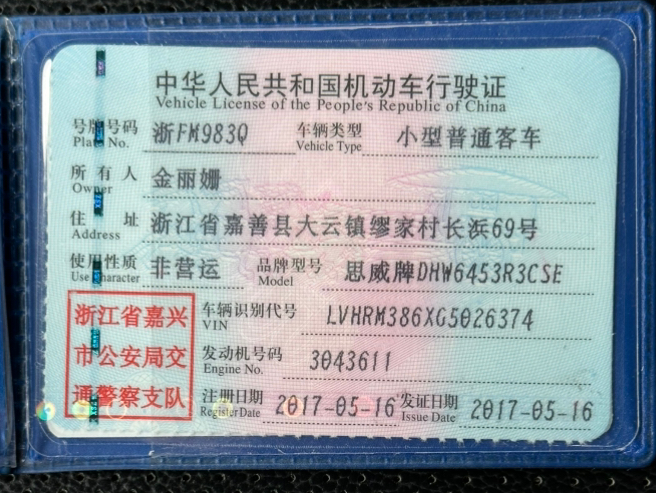 中华人民共和国机动车行驶证
Vehicle License of the People's Republic of China
号牌号码 浙FM983Q 车辆类型 小型普通客车
Plate No. Vehicle Type
所有人 金丽姗
Owner
住址 浙江省嘉善县大云镇缪家村长浜69号
Address
使用性质 非营运 品牌型号 思威牌DHW6453R3CSE
Use Character Model
浙江省嘉兴 车辆识别代号 LVHRM386XG5026374
VIN
市公安局交 发动机号码 3043611
Engine No.
通警察支队 注册日期 2017-05-16 发证日期 2017-05-16
Register Date Issue Date